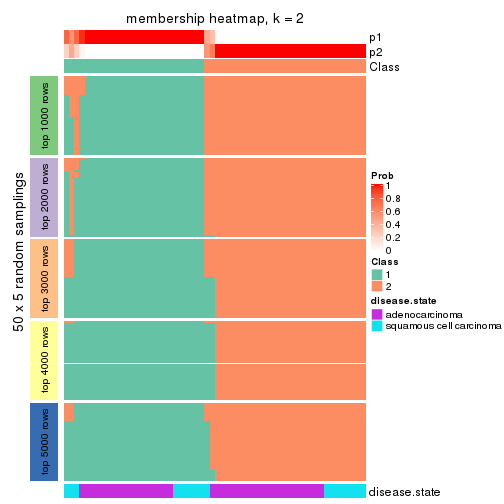 membership heatmap, k = 2
p1
p2
Class
50 x 5 random samplings
top 1000 rows
top 2000 rows
top 3000 rows
top 4000 rows
top 5000 rows
Prob
1
0.8
0.6
0.4
0.2
0
Class
1
2
disease.state
adenocarcinoma
squamous cell carcinoma
disease.state